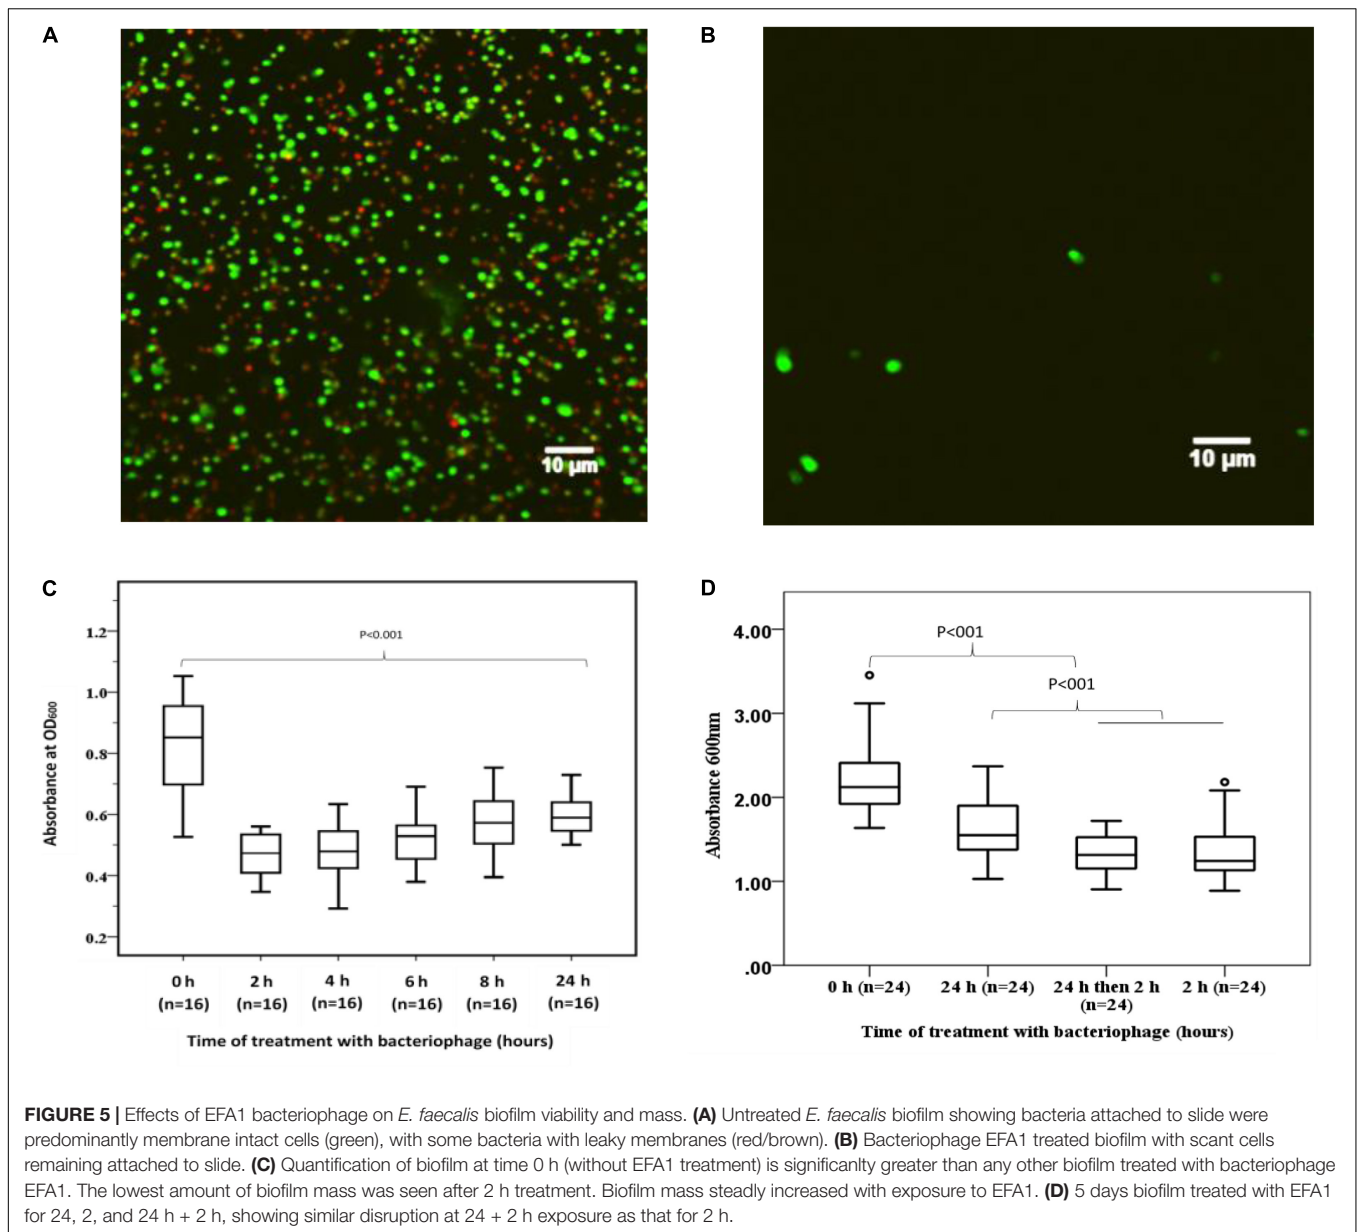 A
B
10 µm
10 µm
C
P<0.001
1.2
1.0
0.8
0.6
0.4
0.2
Absorbance at OD600
0 h
(n=16)
2 h
(n=16)
4 h
(n=16)
6 h
(n=16)
8 h
(n=16)
24 h
(n=16)
Time of treatment with bacteriophage (hours)
D
P<001
P<001
4.00
3.00
2.00
1.00
.00
Absorbance 600nm
0 h (n=24)
24 h (n=24)
24 h then 2 h
(n=24)
2 h (n=24)
Time of treatment with bacteriophage (hours)
FIGURE 5 | Effects of EFA1 bacteriophage on E. faecalis biofilm viability and mass. (A) Untreated E. faecalis biofilm showing bacteria attached to slide were
predominantly membrane intact cells (green), with some bacteria with leaky membranes (red/brown). (B) Bacteriophage EFA1 treated biofilm with scant cells
remaining attached to slide. (C) Quantification of biofilm at time 0 h (without EFA1 treatment) is significanlty greater than any other biofilm treated with bacteriophage
EFA1. The lowest amount of biofilm mass was seen after 2 h treatment. Biofilm mass steadily increased with exposure to EFA1. (D) 5 days biofilm treated with EFA1
for 24, 2, and 24 h + 2 h, showing similar disruption at 24 + 2 h exposure as that for 2 h.